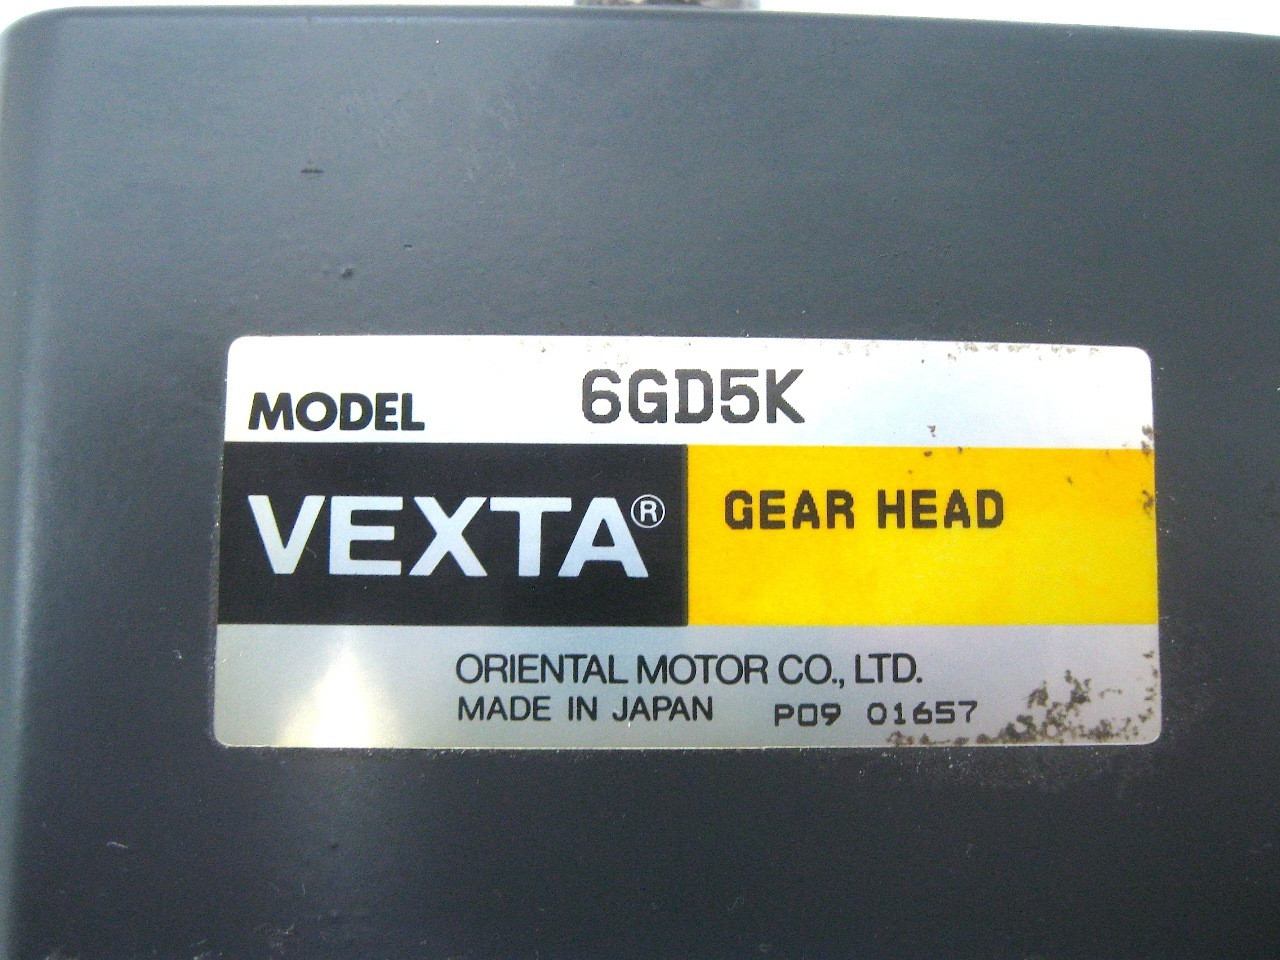 MODEL 6GD5K
VEXTA®
GEAR HEAD
ORIENTAL MOTOR CO., LTD.
MADE IN JAPAN P09 01657